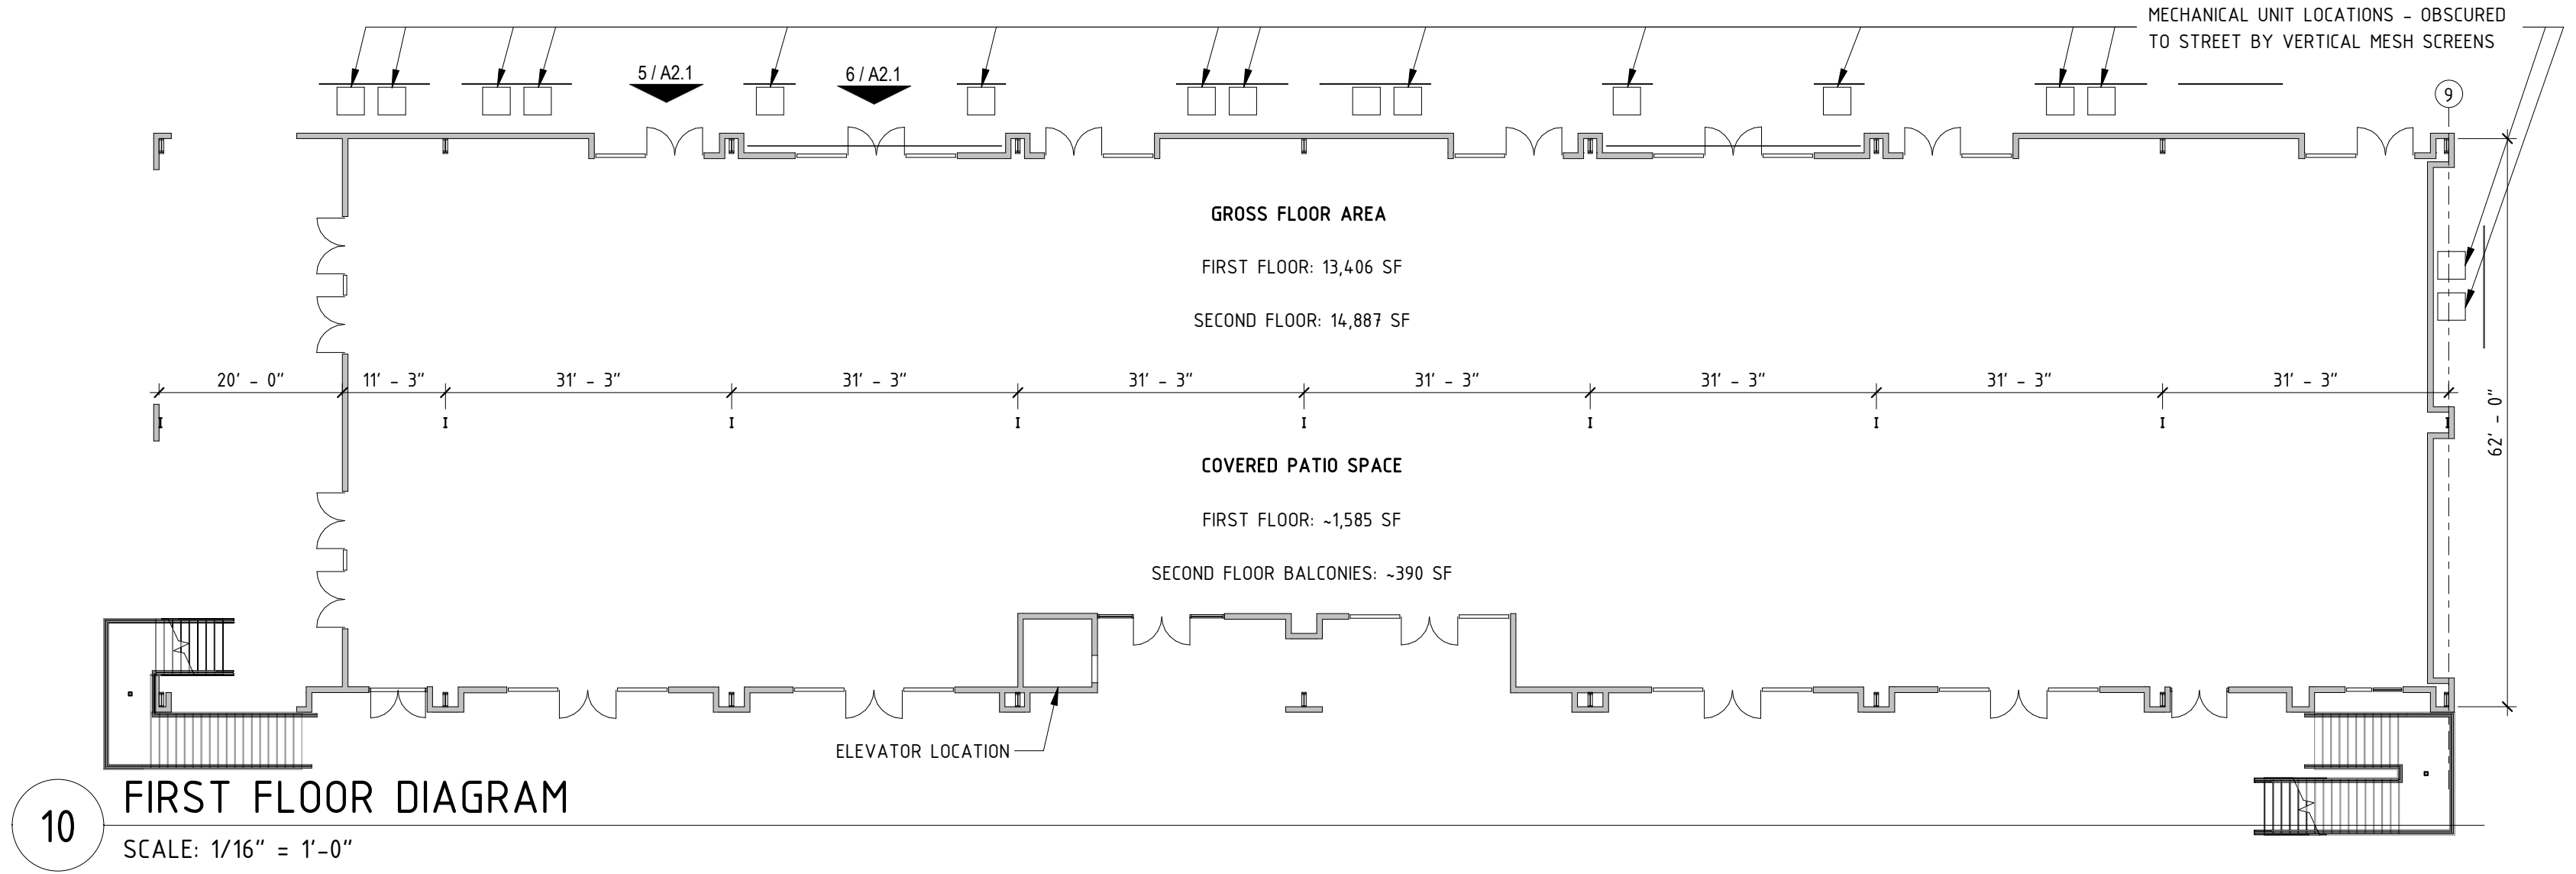 MECHANICAL UNIT LOCATIONS - OBSCURED
TO STREET BY VERTICAL MESH SCREENS
5 / A2.1
6 / A2.1
9
GROSS FLOOR AREA
FIRST FLOOR: 13,406 SF
SECOND FLOOR: 14,887 SF
20' - 0" 11' - 3" 31' - 3" 31' - 3" 31' - 3" 31' - 3" 31' - 3" 31' - 3" 31' - 3"
62' - 0"
COVERED PATIO SPACE
FIRST FLOOR: ~1,585 SF
SECOND FLOOR BALCONIES: ~390 SF
ELEVATOR LOCATION
10
FIRST FLOOR DIAGRAM
SCALE: 1/16" = 1'-0"